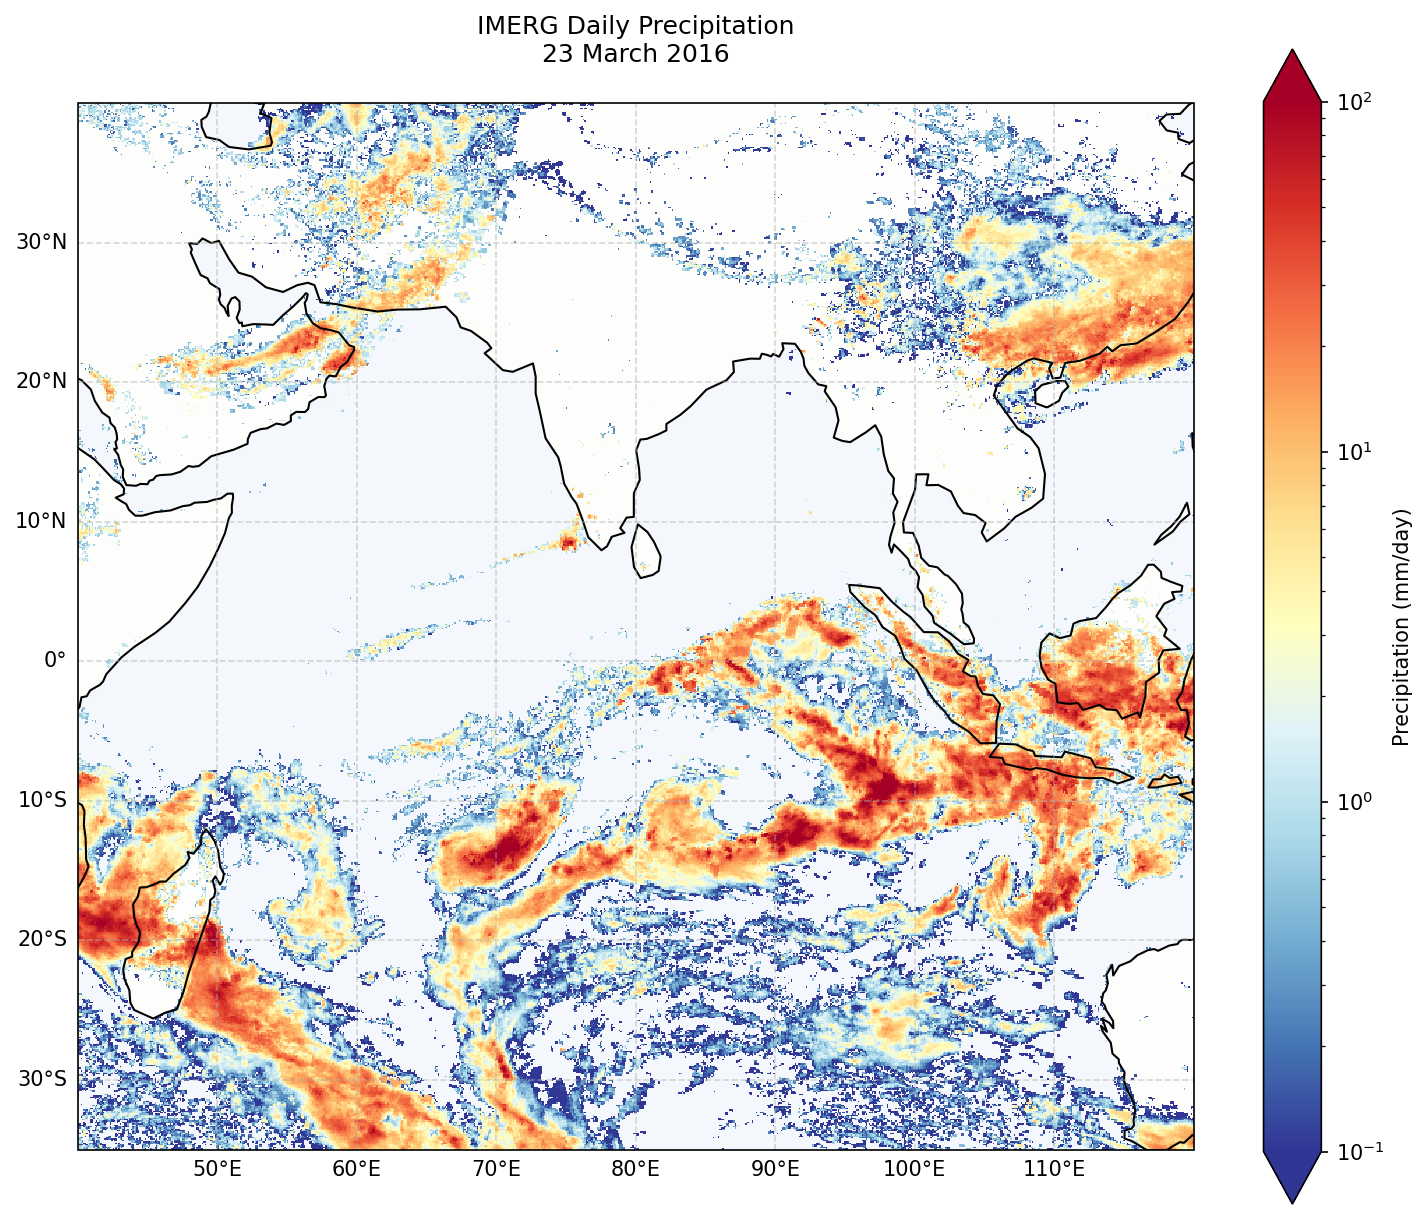 IMERG Daily Precipitation
23 March 2016
30°N
20°N
10°N
0°
10°S
20°S
30°S
50°E 60°E 70°E 80°E 90°E 100°E 110°E
10²
10¹
10⁰
10⁻¹
Precipitation (mm/day)